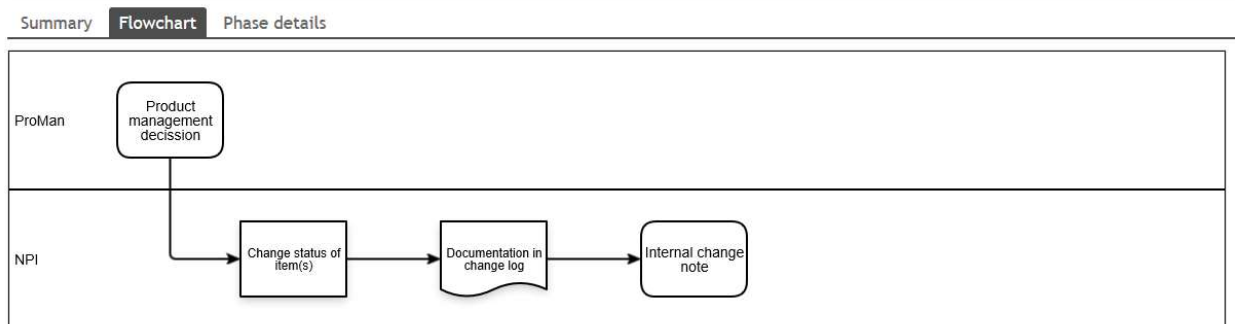 Summary Flowchart Phase details
ProMan
Product
management
decission
NPI
Change status of
item(s)
Documentation in
change log
Internal change
note